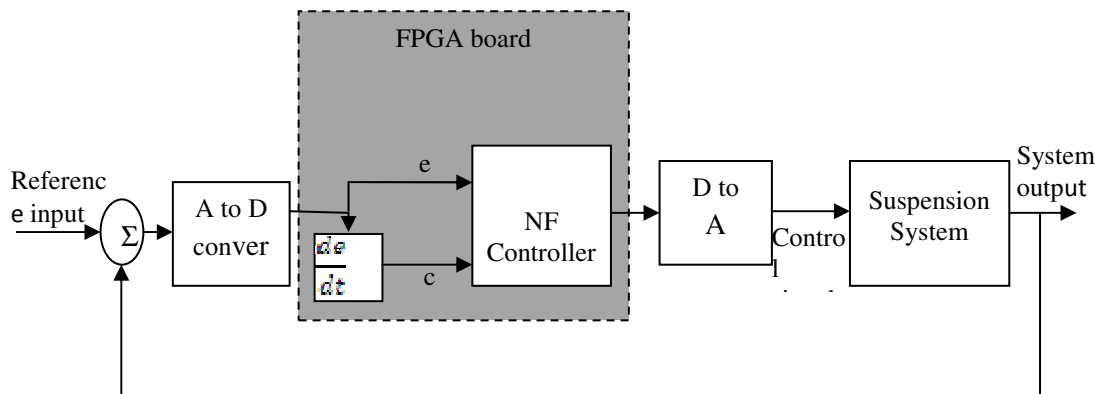 FPGA board
Referenc
e input
Σ
A to D
conver
e
de
dt
c
NF
Controller
D to
A
Contro
l
Suspension
System
System
output